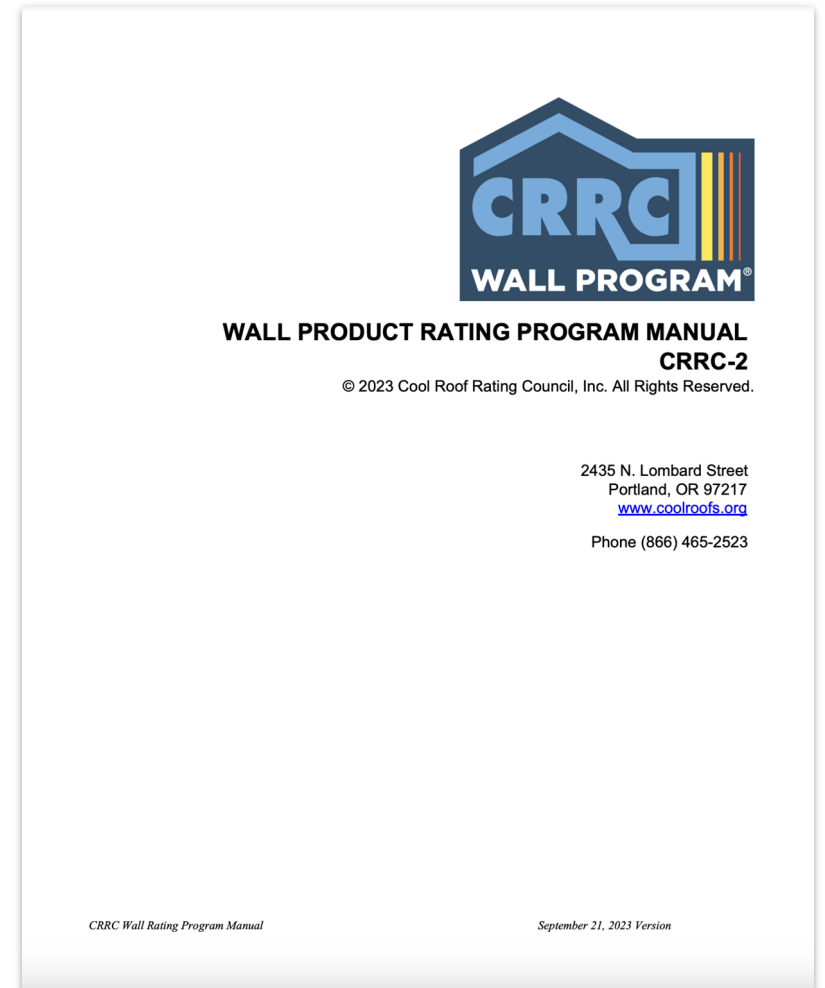 CRRC
WALL PROGRAM®
WALL PRODUCT RATING PROGRAM MANUAL
CRRC-2
© 2023 Cool Roof Rating Council, Inc. All Rights Reserved.
2435 N. Lombard Street
Portland, OR 97217
www.coolroofs.org
Phone (866) 465-2523
CRRC Wall Rating Program Manual September 21, 2023 Version